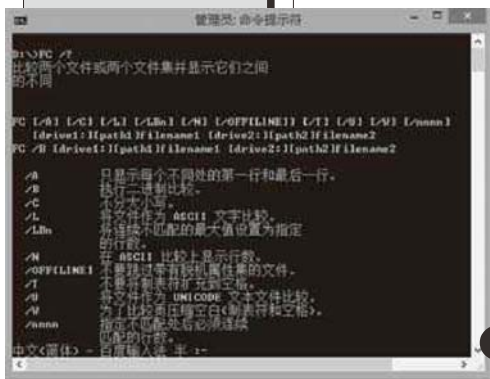 管理员: 命令提示符
D:\>FC /?
比较两个文件或两个文件集并显示它们之间
的不同
FC [/A] [/C] [/L] [/LBn] [/N] [/OFF[LINE]] [/T] [/U] [/W] [/nnnn]
[drive1:][path1]filename1 [drive2:][path2]filename2
FC /B [drive1:][path1]filename1 [drive2:][path2]filename2
/A 只显示每个不同处的第一行和最后一行。
/B 执行二进制比较。
/C 不分大小写。
/L 将文件作为 ASCII 文字比较。
/LBn 将连续不匹配的最大值设置为指定
的行数。
/N 在 ASCII 比较上显示行数。
/OFF[LINE] 不要跳过带有脱机属性集的文件。
/T 不要将制表符扩充到空格。
/U 将文件作为 UNICODE 文本文件比较。
/W 为了比较而压缩空白(制表符和空格)。
/nnnn 指定不匹配处后必须连续
匹配的行数。
中文(简体) - 百度输入法 半 :-